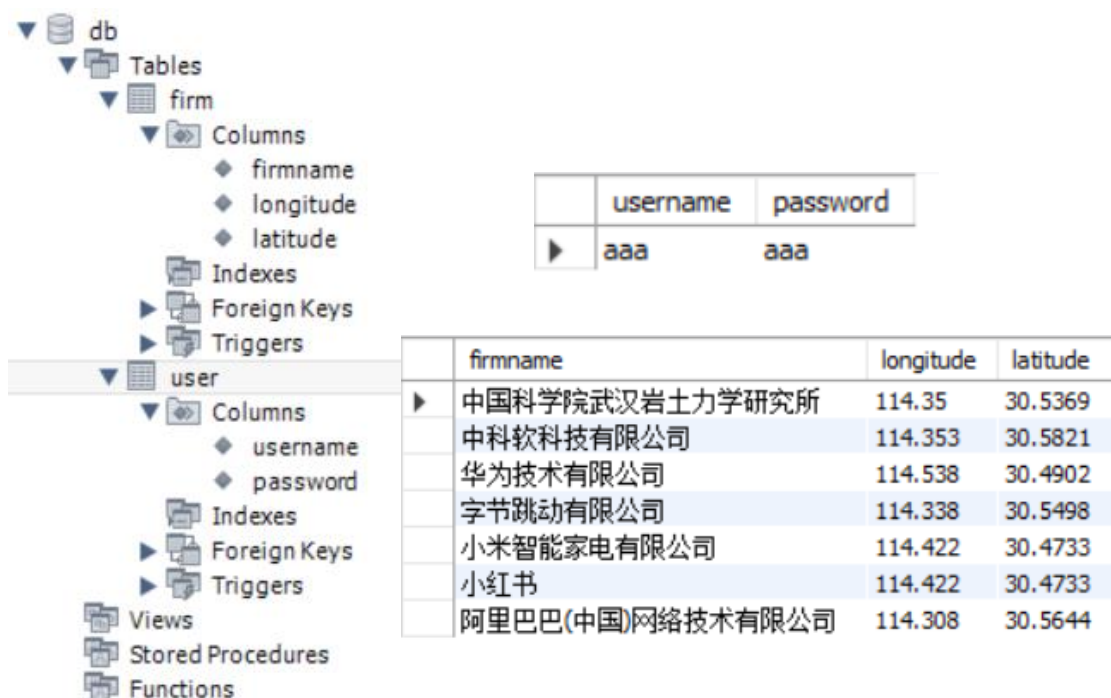 db
Tables
firm
Columns
firmname
longitude
latitude
Indexes
Foreign Keys
Triggers
user
Columns
username
password
Indexes
Foreign Keys
Triggers
Views
Stored Procedures
Functions
username password
aaa aaa
firmname longitude latitude
中国科学院武汉岩土力学研究所 114.35 30.5369
中科软科技有限公司 114.353 30.5821
华为技术有限公司 114.538 30.4902
字节跳动有限公司 114.338 30.5498
小米智能家电有限公司 114.422 30.4733
小红书 114.422 30.4733
阿里巴巴(中国)网络技术有限公司 114.308 30.5644